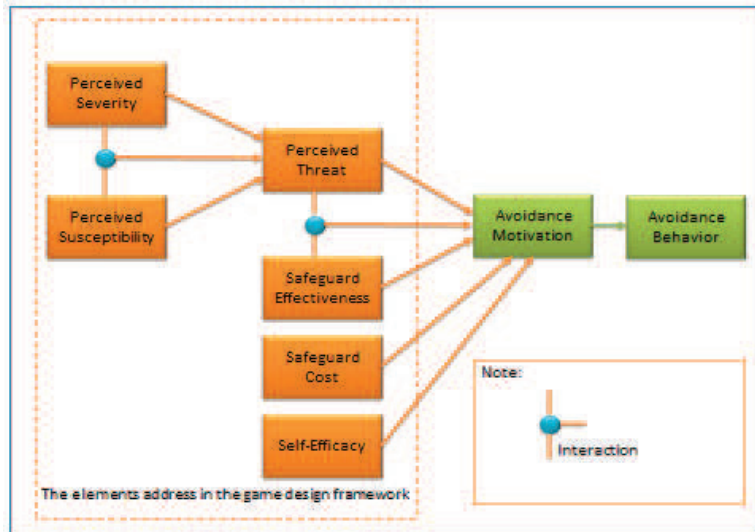 Perceived
Severity
Perceived
Susceptibility
Perceived
Threat
Safeguard
Effectiveness
Safeguard
Cost
Self-Efficacy
Avoidance
Motivation
Avoidance
Behavior
Note:
Interaction
The elements address in the game design framework